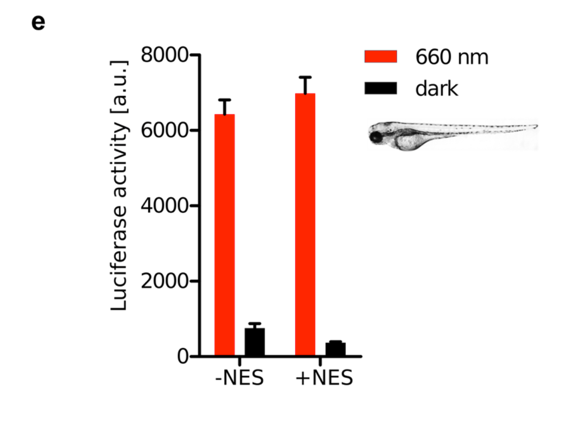 e
8000
6000
4000
2000
0
Luciferase activity [a.u.]
-NES
+NES
660 nm
dark